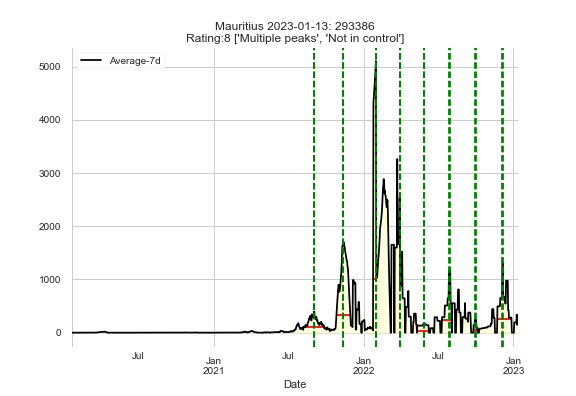 Mauritius 2023-01-13: 293386
Rating:8 ['Multiple peaks', 'Not in control']
Average-7d
5000
4000
3000
2000
1000
0
Jul
Jan
2021
Jul
Jan
2022
Jul
Jan
2023
Date